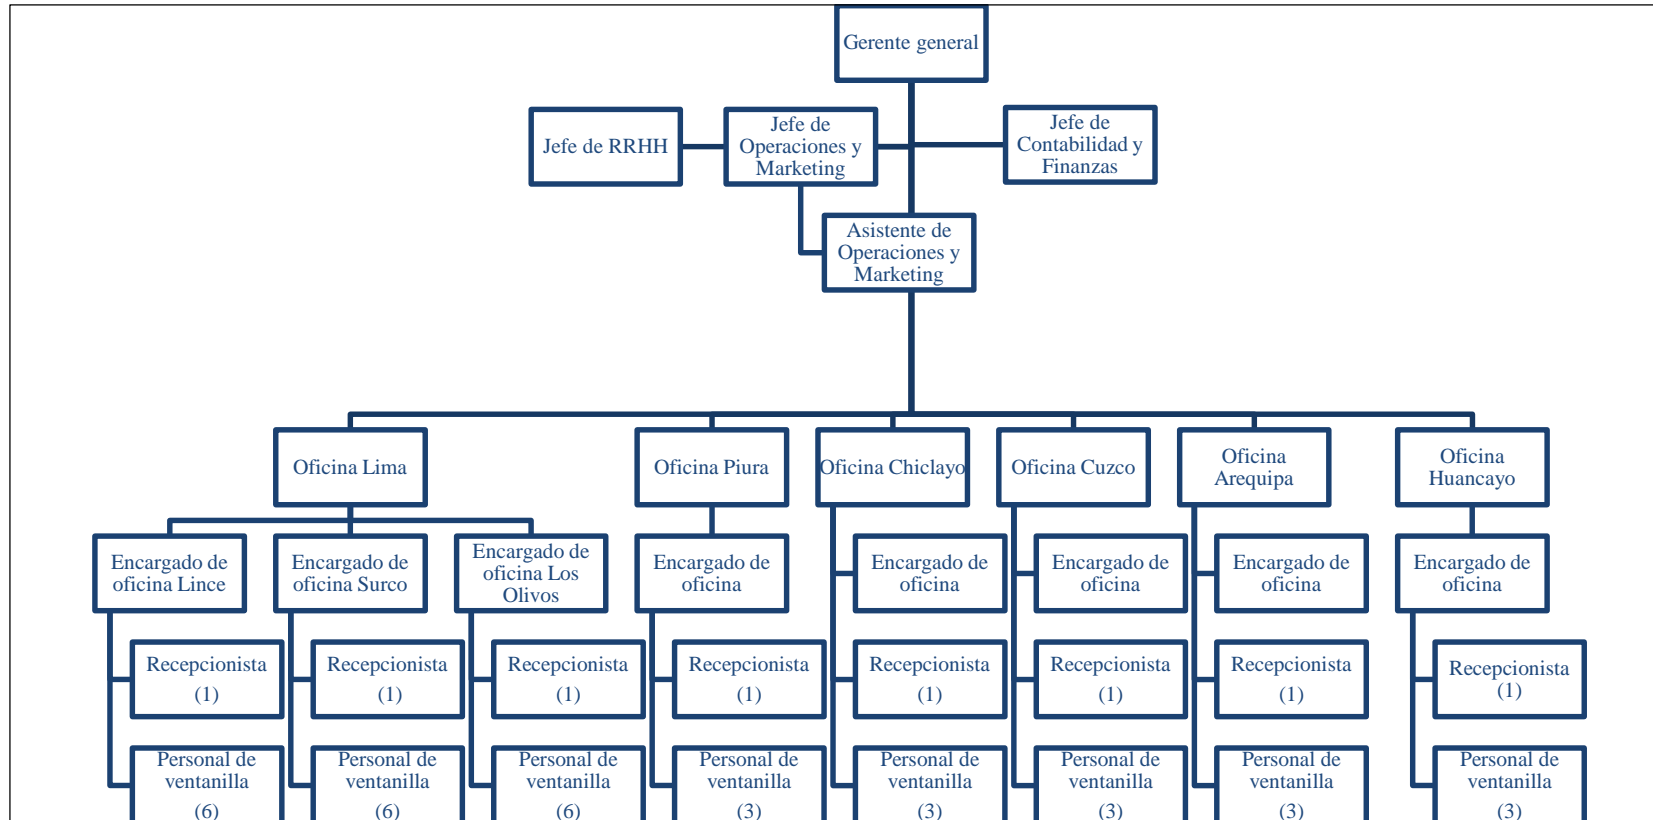 Gerente general
Jefe de RRHH
Jefe de
Operaciones y
Marketing
Jefe de
Contabilidad y
Finanzas
Asistente de
Operaciones y
Marketing
Oficina Lima
Oficina Piura
Oficina Chiclayo
Oficina Cuzco
Oficina
Arequipa
Oficina
Huancayo
Encargado de
oficina Lince
Encargado de
oficina Surco
Encargado de
oficina Los
Olivos
Encargado de
oficina
Encargado de
oficina
Encargado de
oficina
Encargado de
oficina
Encargado de
oficina
Recepcionista
(1)
Recepcionista
(1)
Recepcionista
(1)
Recepcionista
(1)
Recepcionista
(1)
Recepcionista
(1)
Recepcionista
(1)
Recepcionista
(1)
Personal de
ventanilla
(6)
Personal de
ventanilla
(6)
Personal de
ventanilla
(6)
Personal de
ventanilla
(3)
Personal de
ventanilla
(3)
Personal de
ventanilla
(3)
Personal de
ventanilla
(3)
Personal de
ventanilla
(3)